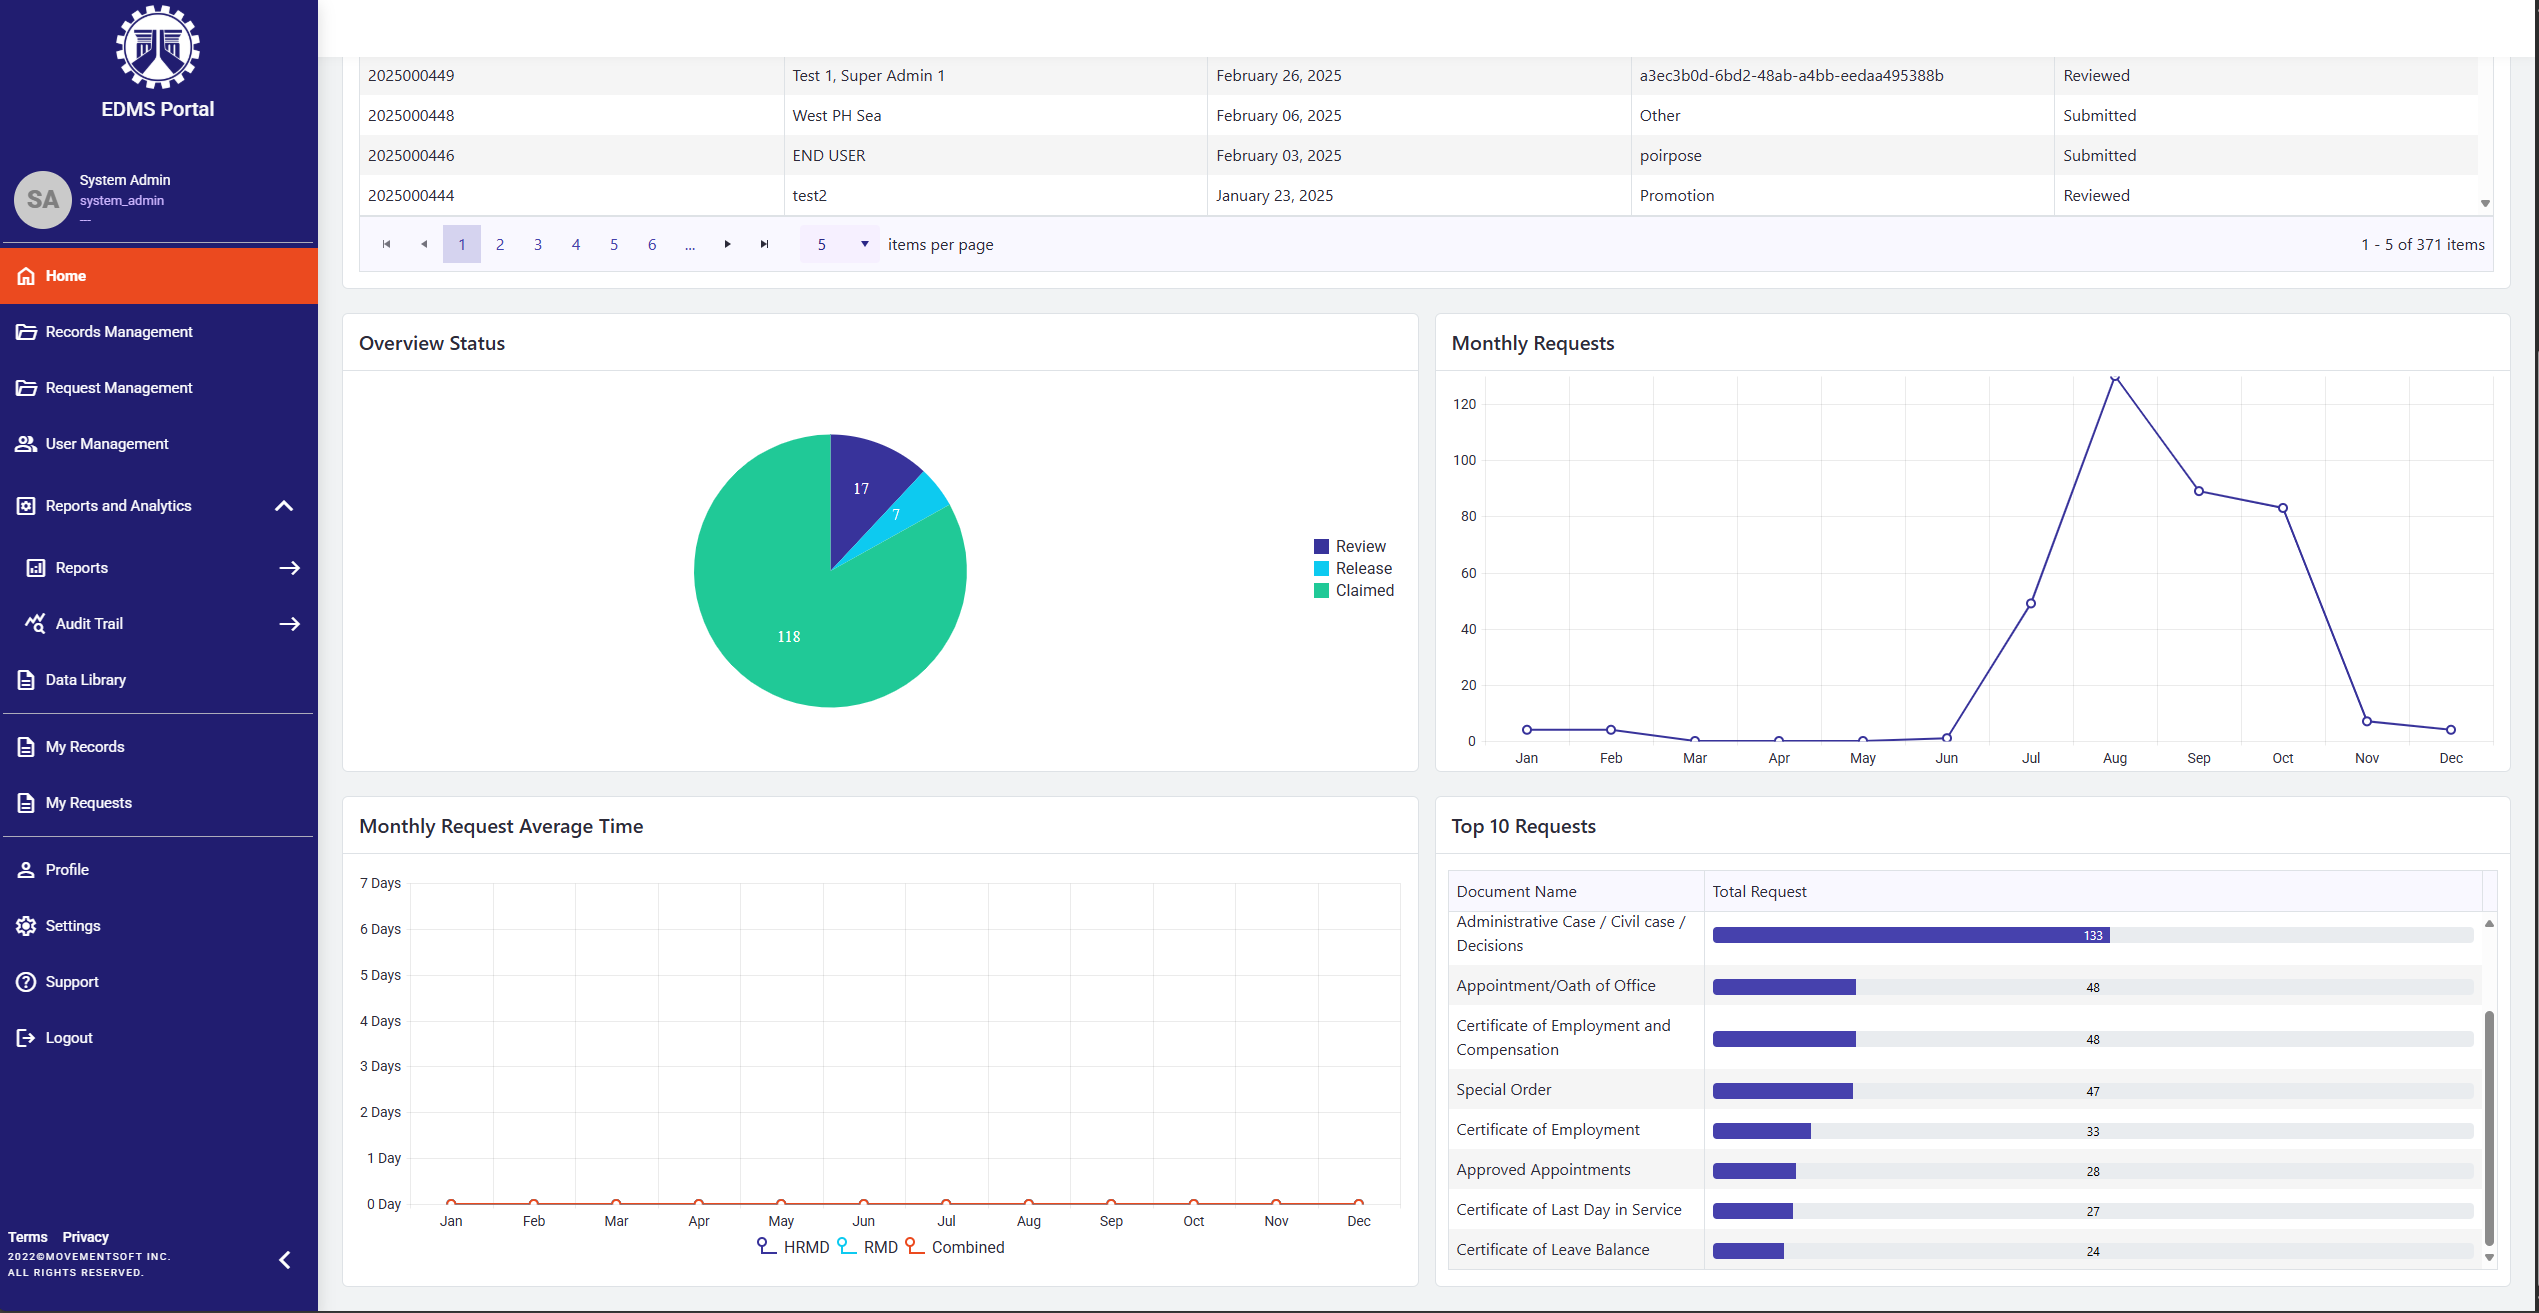 EDMS Portal
SA
System Admin
system_admin
---
Home
Records Management
Request Management
User Management
Reports and Analytics
Reports
Audit Trail
Data Library
My Records
My Requests
Profile
Settings
Support
Logout
Terms Privacy
2022©MOVEMENTSOFT INC.
ALL RIGHTS RESERVED.
2025000449 Test 1, Super Admin 1 February 26, 2025 a3ec3b0d-6bd2-48ab-a4bb-eedaa495388b Reviewed
2025000448 West PH Sea February 06, 2025 Other Submitted
2025000446 END USER February 03, 2025 poirpose Submitted
2025000444 test2 January 23, 2025 Promotion Reviewed
1 2 3 4 5 6 ... 5 items per page 1 - 5 of 371 items
Overview Status
17
7
118
Review
Release
Claimed
Monthly Requests
120
100
80
60
40
20
0
Jan Feb Mar Apr May Jun Jul Aug Sep Oct Nov Dec
Monthly Request Average Time
7 Days
6 Days
5 Days
4 Days
3 Days
2 Days
1 Day
0 Day
Jan Feb Mar Apr May Jun Jul Aug Sep Oct Nov Dec
HRMD RMD Combined
Top 10 Requests
Document Name Total Request
Administrative Case / Civil case /
Decisions 133
Appointment/Oath of Office 48
Certificate of Employment and
Compensation 48
Special Order 47
Certificate of Employment 33
Approved Appointments 28
Certificate of Last Day in Service 27
Certificate of Leave Balance 24